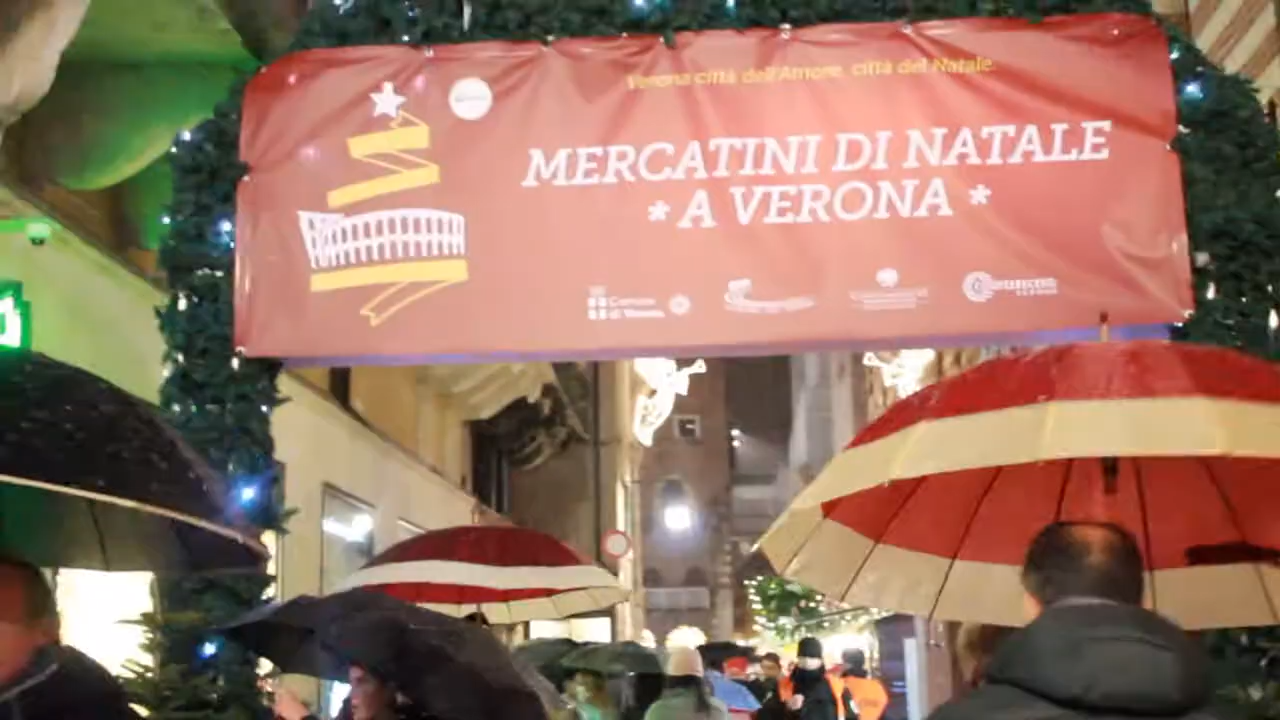 Verona città dell'Amore, città del Natale.
MERCATINI DI NATALE
* A VERONA *
Comune
di Verona